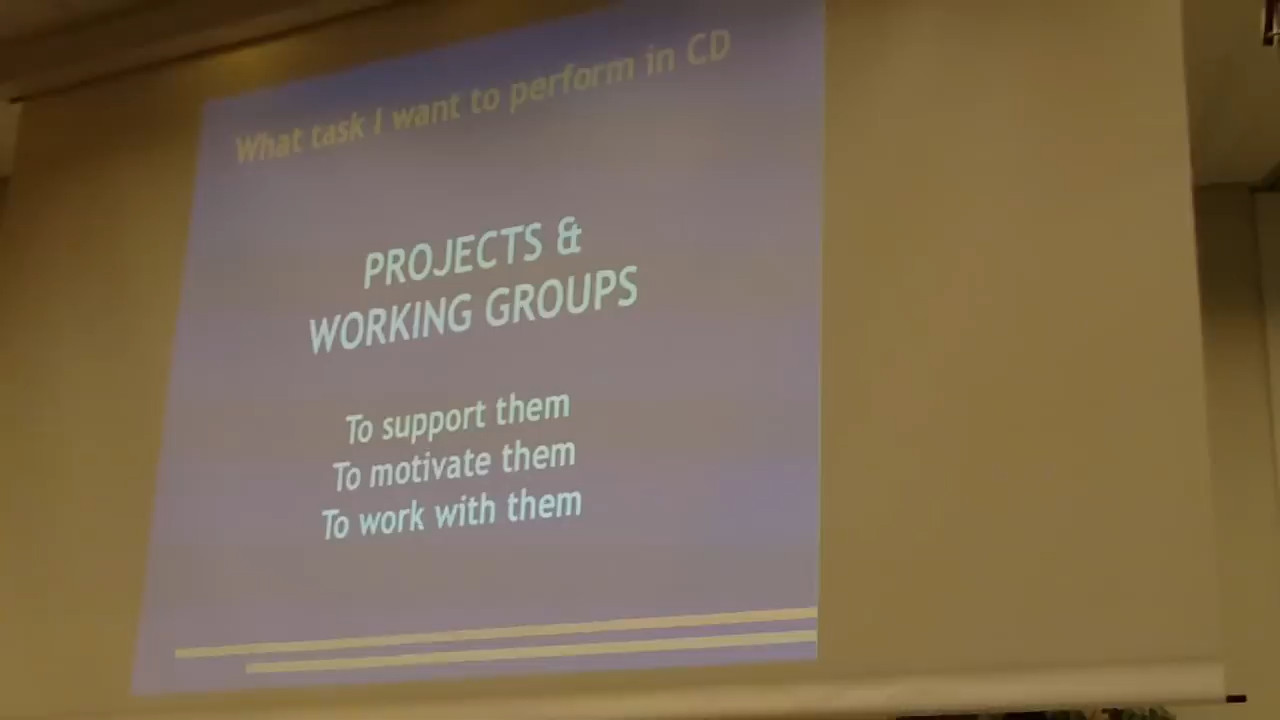 What task I want to perform in CD
PROJECTS &
WORKING GROUPS
To support them
To motivate them
To work with them